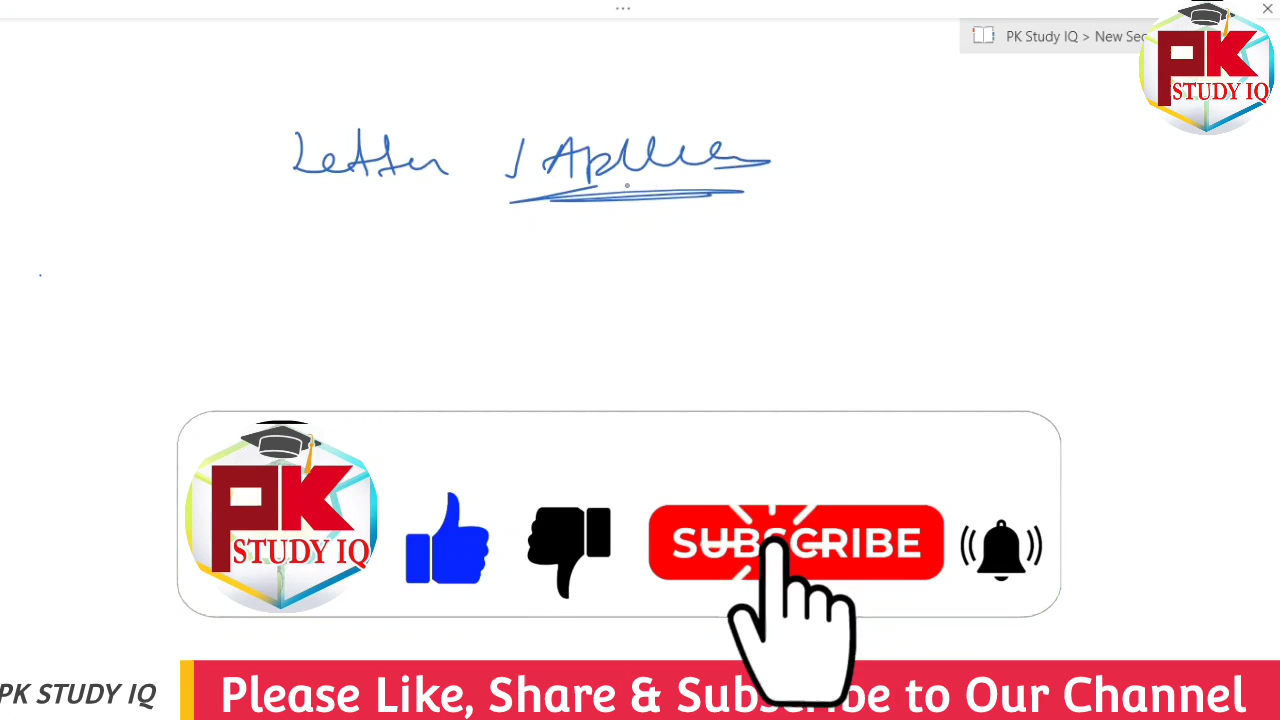 PK Study IQ > New Sec
PK
STUDY IQ
Letter /
PK
STUDY IQ
SUBSCRIBE
PK STUDY IQ
Please Like, Share & Subscribe to Our Channel